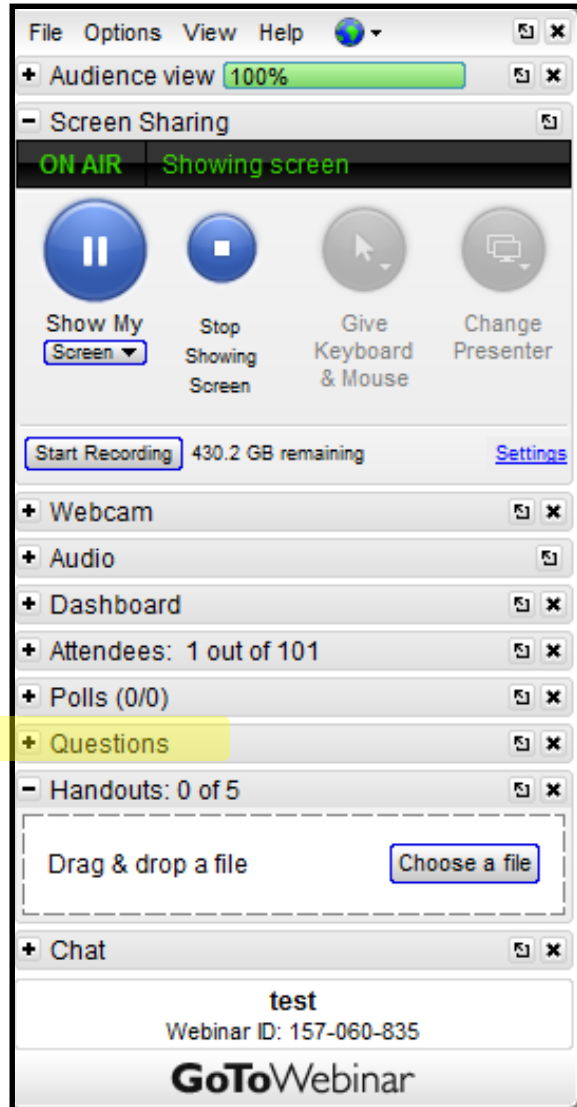 File Options View Help
Audience view 100%
Screen Sharing
ON AIR Showing screen
Show My
Screen
Stop
Showing
Screen
Give
Keyboard
& Mouse
Change
Presenter
Start Recording 430.2 GB remaining Settings
Webcam
Audio
Dashboard
Attendees: 1 out of 101
Polls (0/0)
Questions
Handouts: 0 of 5
Drag & drop a file Choose a file
Chat
test
Webinar ID: 157-060-835
GoToWebinar